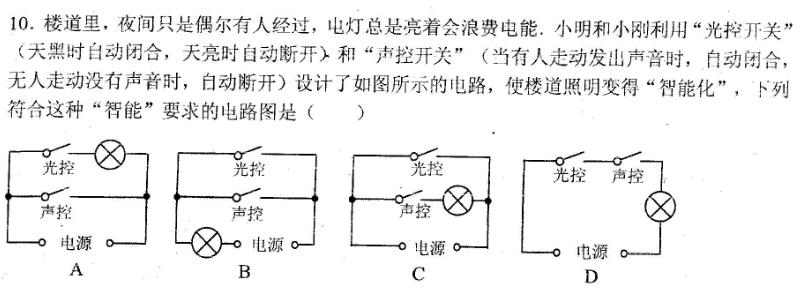 10. 楼道里，夜间只是偶尔有人经过，电灯总是亮着会浪费电能. 小明和小刚利用“光控开关”
（天黑时自动闭合，天亮时自动断开）和“声控开关”（当有人走动发出声音时，自动闭合，
无人走动没有声音时，自动断开）设计了如图所示的电路，使楼道照明变得“智能化”，下列
符合这种“智能”要求的电路图是（　　）
光控 光控 光控 光控 声控
声控 声控 声控
电源 电源 电源 电源
A B C D